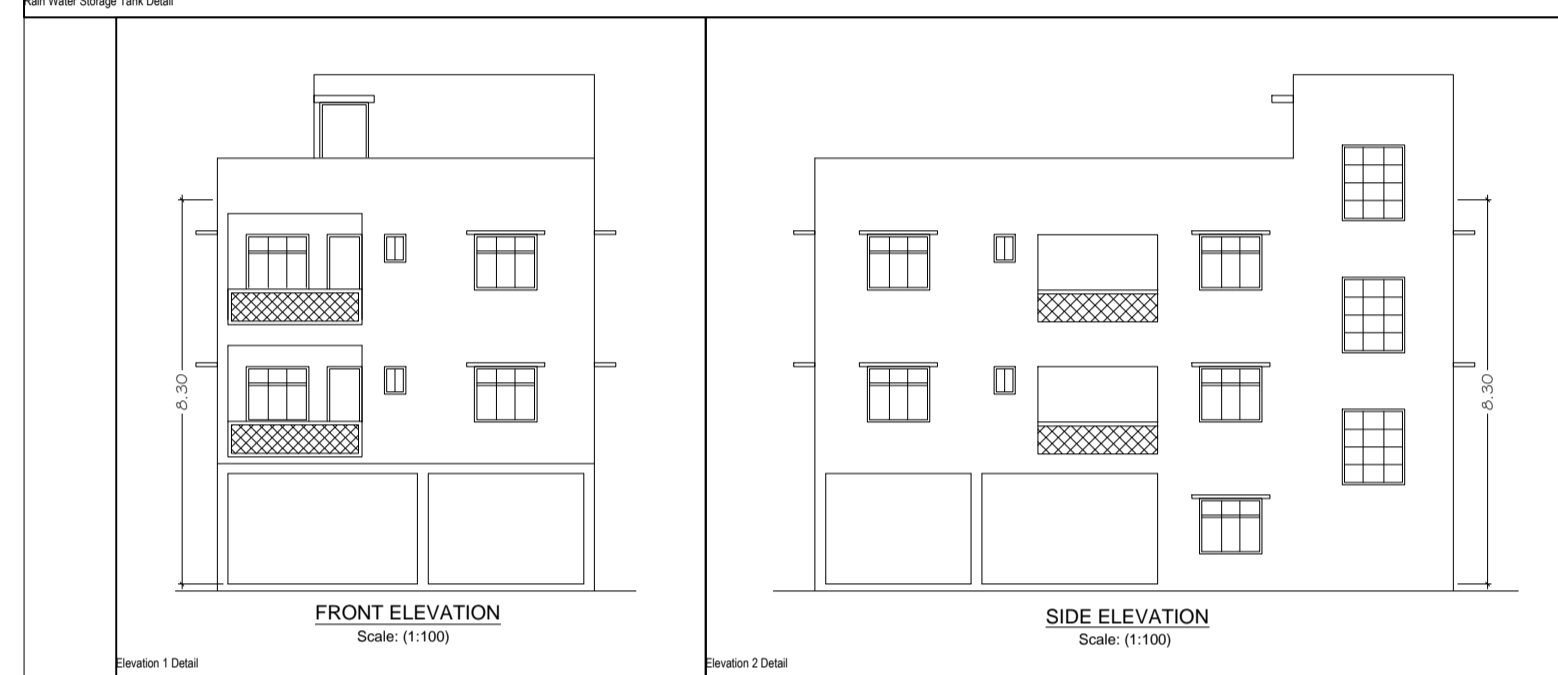 Rain Water Storage Tank Detail
8.30
8.30
FRONT ELEVATION
Scale: (1:100)
SIDE ELEVATION
Scale: (1:100)
Elevation 1 Detail
Elevation 2 Detail